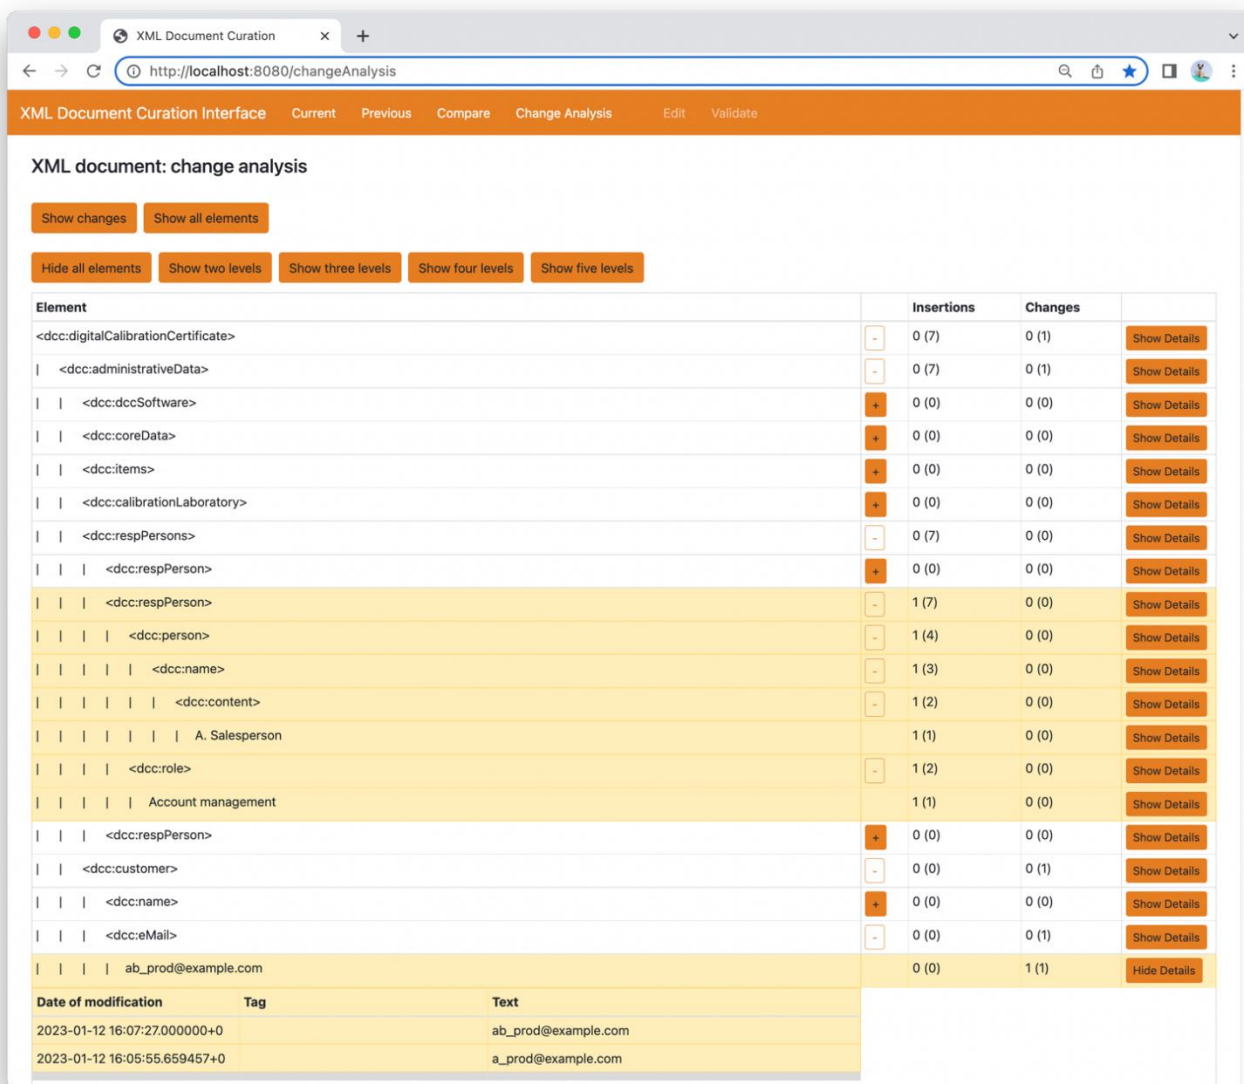 XML Document Curation
http://localhost:8080/changeAnalysis
XML Document Curation Interface Current Previous Compare Change Analysis Edit Validate
XML document: change analysis
Show changes Show all elements
Hide all elements Show two levels Show three levels Show four levels Show five levels
Element Insertions Changes
<dcc:digitalCalibrationCertificate> - 0 (7) 0 (1) Show Details
| <dcc:administrativeData> - 0 (7) 0 (1) Show Details
| | <dcc:dccSoftware> + 0 (0) 0 (0) Show Details
| | <dcc:coreData> + 0 (0) 0 (0) Show Details
| | <dcc:items> + 0 (0) 0 (0) Show Details
| | <dcc:calibrationLaboratory> + 0 (0) 0 (0) Show Details
| | <dcc:respPersons> - 0 (7) 0 (0) Show Details
| | | <dcc:respPerson> + 0 (0) 0 (0) Show Details
| | | <dcc:respPerson> - 1 (7) 0 (0) Show Details
| | | | <dcc:person> - 1 (4) 0 (0) Show Details
| | | | | <dcc:name> - 1 (3) 0 (0) Show Details
| | | | | | <dcc:content> - 1 (2) 0 (0) Show Details
| | | | | | | A. Salesperson 1 (1) 0 (0) Show Details
| | | | <dcc:role> - 1 (2) 0 (0) Show Details
| | | | | Account management 1 (1) 0 (0) Show Details
| | | <dcc:respPerson> + 0 (0) 0 (0) Show Details
| | <dcc:customer> - 0 (0) 0 (1) Show Details
| | | <dcc:name> + 0 (0) 0 (0) Show Details
| | | <dcc:eMail> - 0 (0) 0 (1) Show Details
| | | | ab_prod@example.com 0 (0) 1 (1) Hide Details
Date of modification Tag Text
2023-01-12 16:07:27.000000+0 ab_prod@example.com
2023-01-12 16:05:55.659457+0 a_prod@example.com